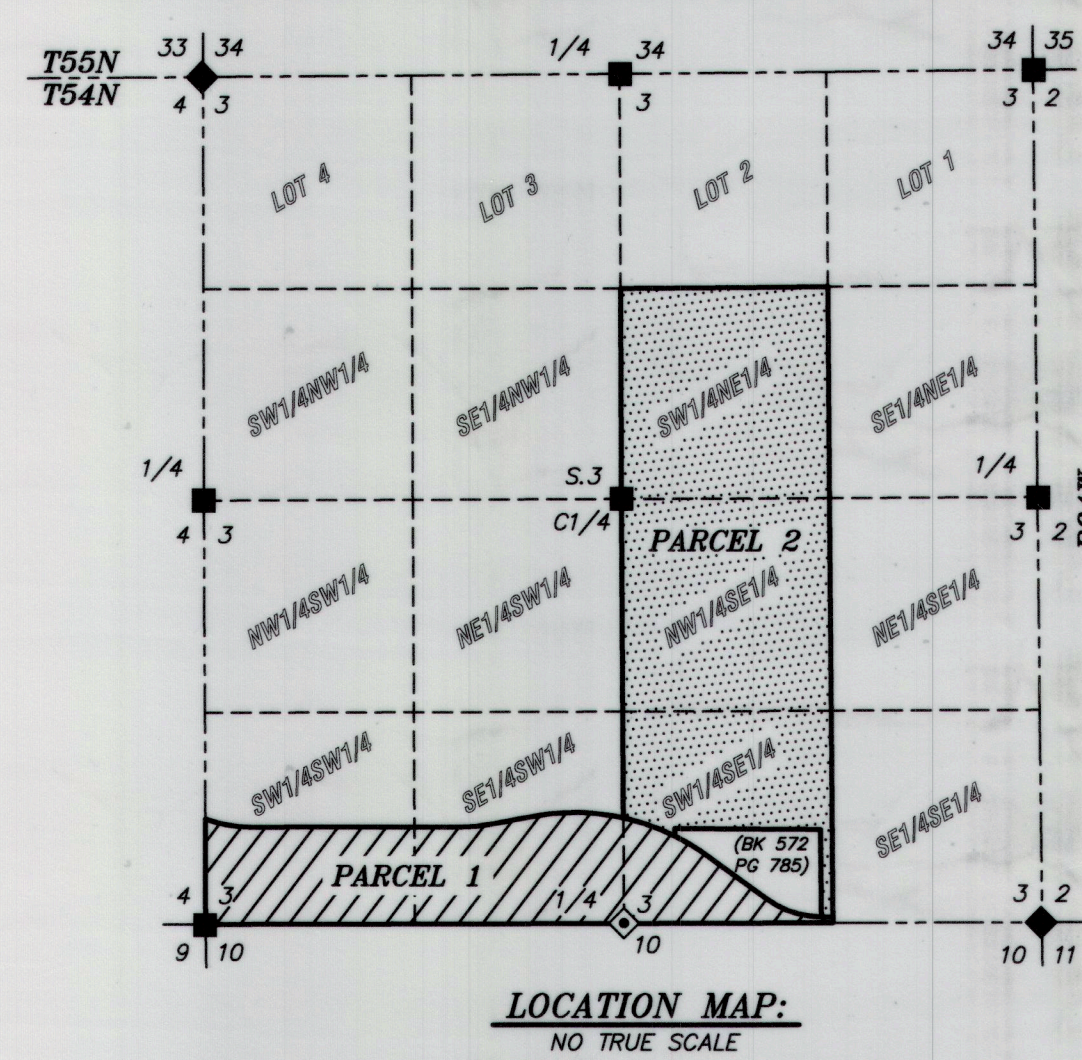 33 34
1/4 34
34 35
T55N
T54N
4 3
3
3 2
LOT 4
LOT 3
LOT 2
LOT 1
SW1/4NW1/4
SE1/4NW1/4
SW1/4NE1/4
SE1/4NE1/4
1/4
S.3
1/4
4 3
C1/4
3 2
PARCEL 2
NW1/4SW1/4
NE1/4SW1/4
NW1/4SE1/4
NE1/4SE1/4
SW1/4SW1/4
SE1/4SW1/4
SW1/4SE1/4
SE1/4SE1/4
(BK 572
PG 785)
PARCEL 1
4 3
1/4 3
3 2
9 10
10
10 11
LOCATION MAP:
NO TRUE SCALE